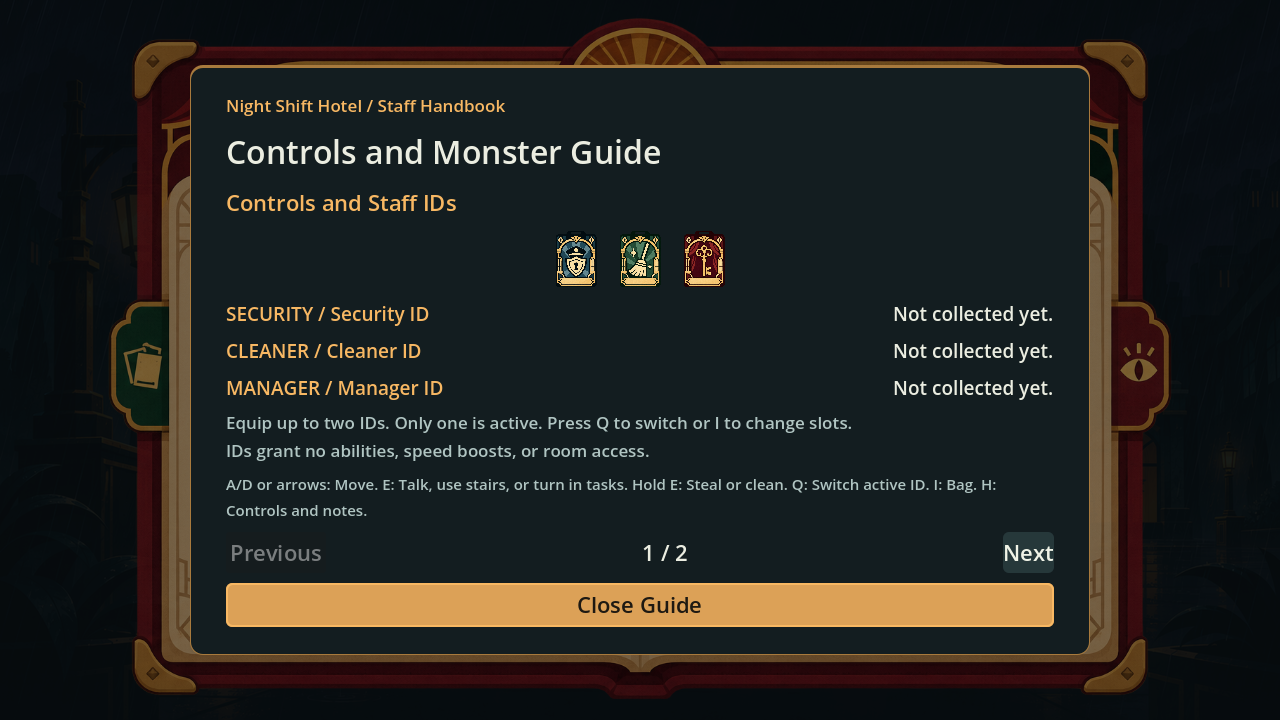 Night Shift Hotel / Staff Handbook
Controls and Monster Guide
Controls and Staff IDs
SECURITY / Security ID Not collected yet.
CLEANER / Cleaner ID Not collected yet.
MANAGER / Manager ID Not collected yet.
Equip up to two IDs. Only one is active. Press Q to switch or I to change slots.
IDs grant no abilities, speed boosts, or room access.
A/D or arrows: Move. E: Talk, use stairs, or turn in tasks. Hold E: Steal or clean. Q: Switch active ID. I: Bag. H:
Controls and notes.
Previous 1 / 2 Next
Close Guide